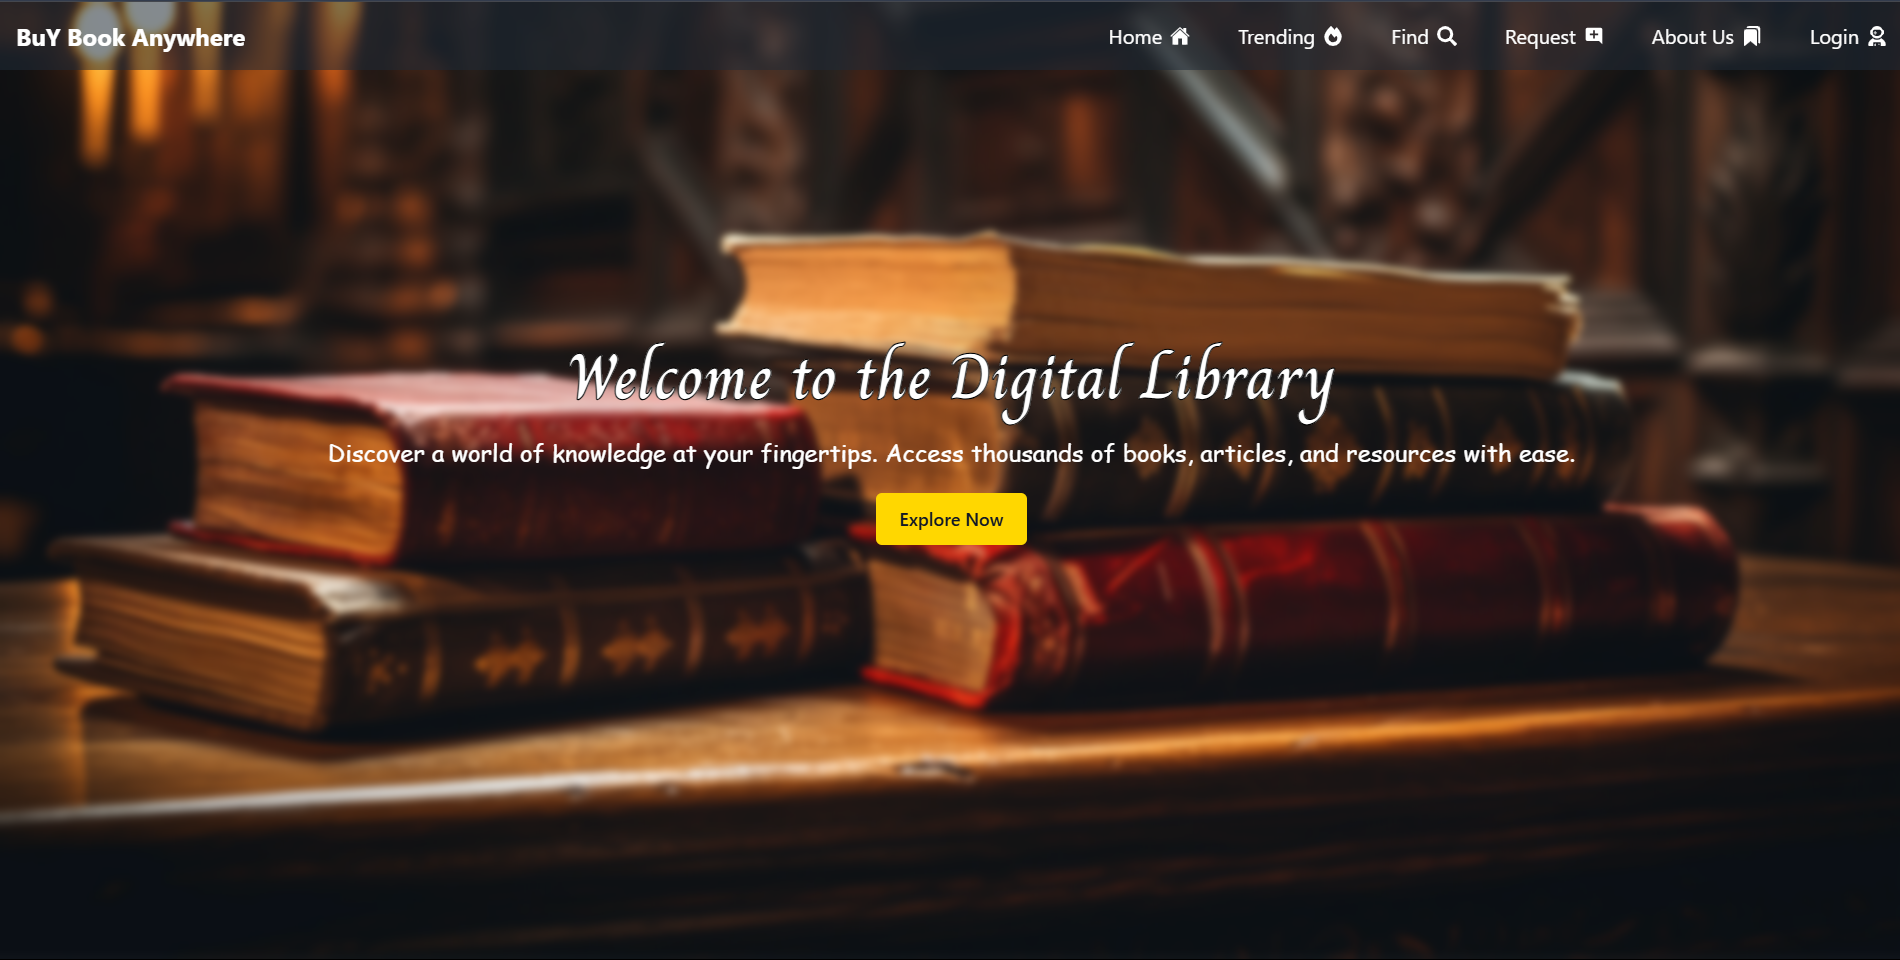 BuY Book Anywhere
Home
Trending
Find
Request
About Us
Login
Welcome to the Digital Library
Discover a world of knowledge at your fingertips. Access thousands of books, articles, and resources with ease.
Explore Now